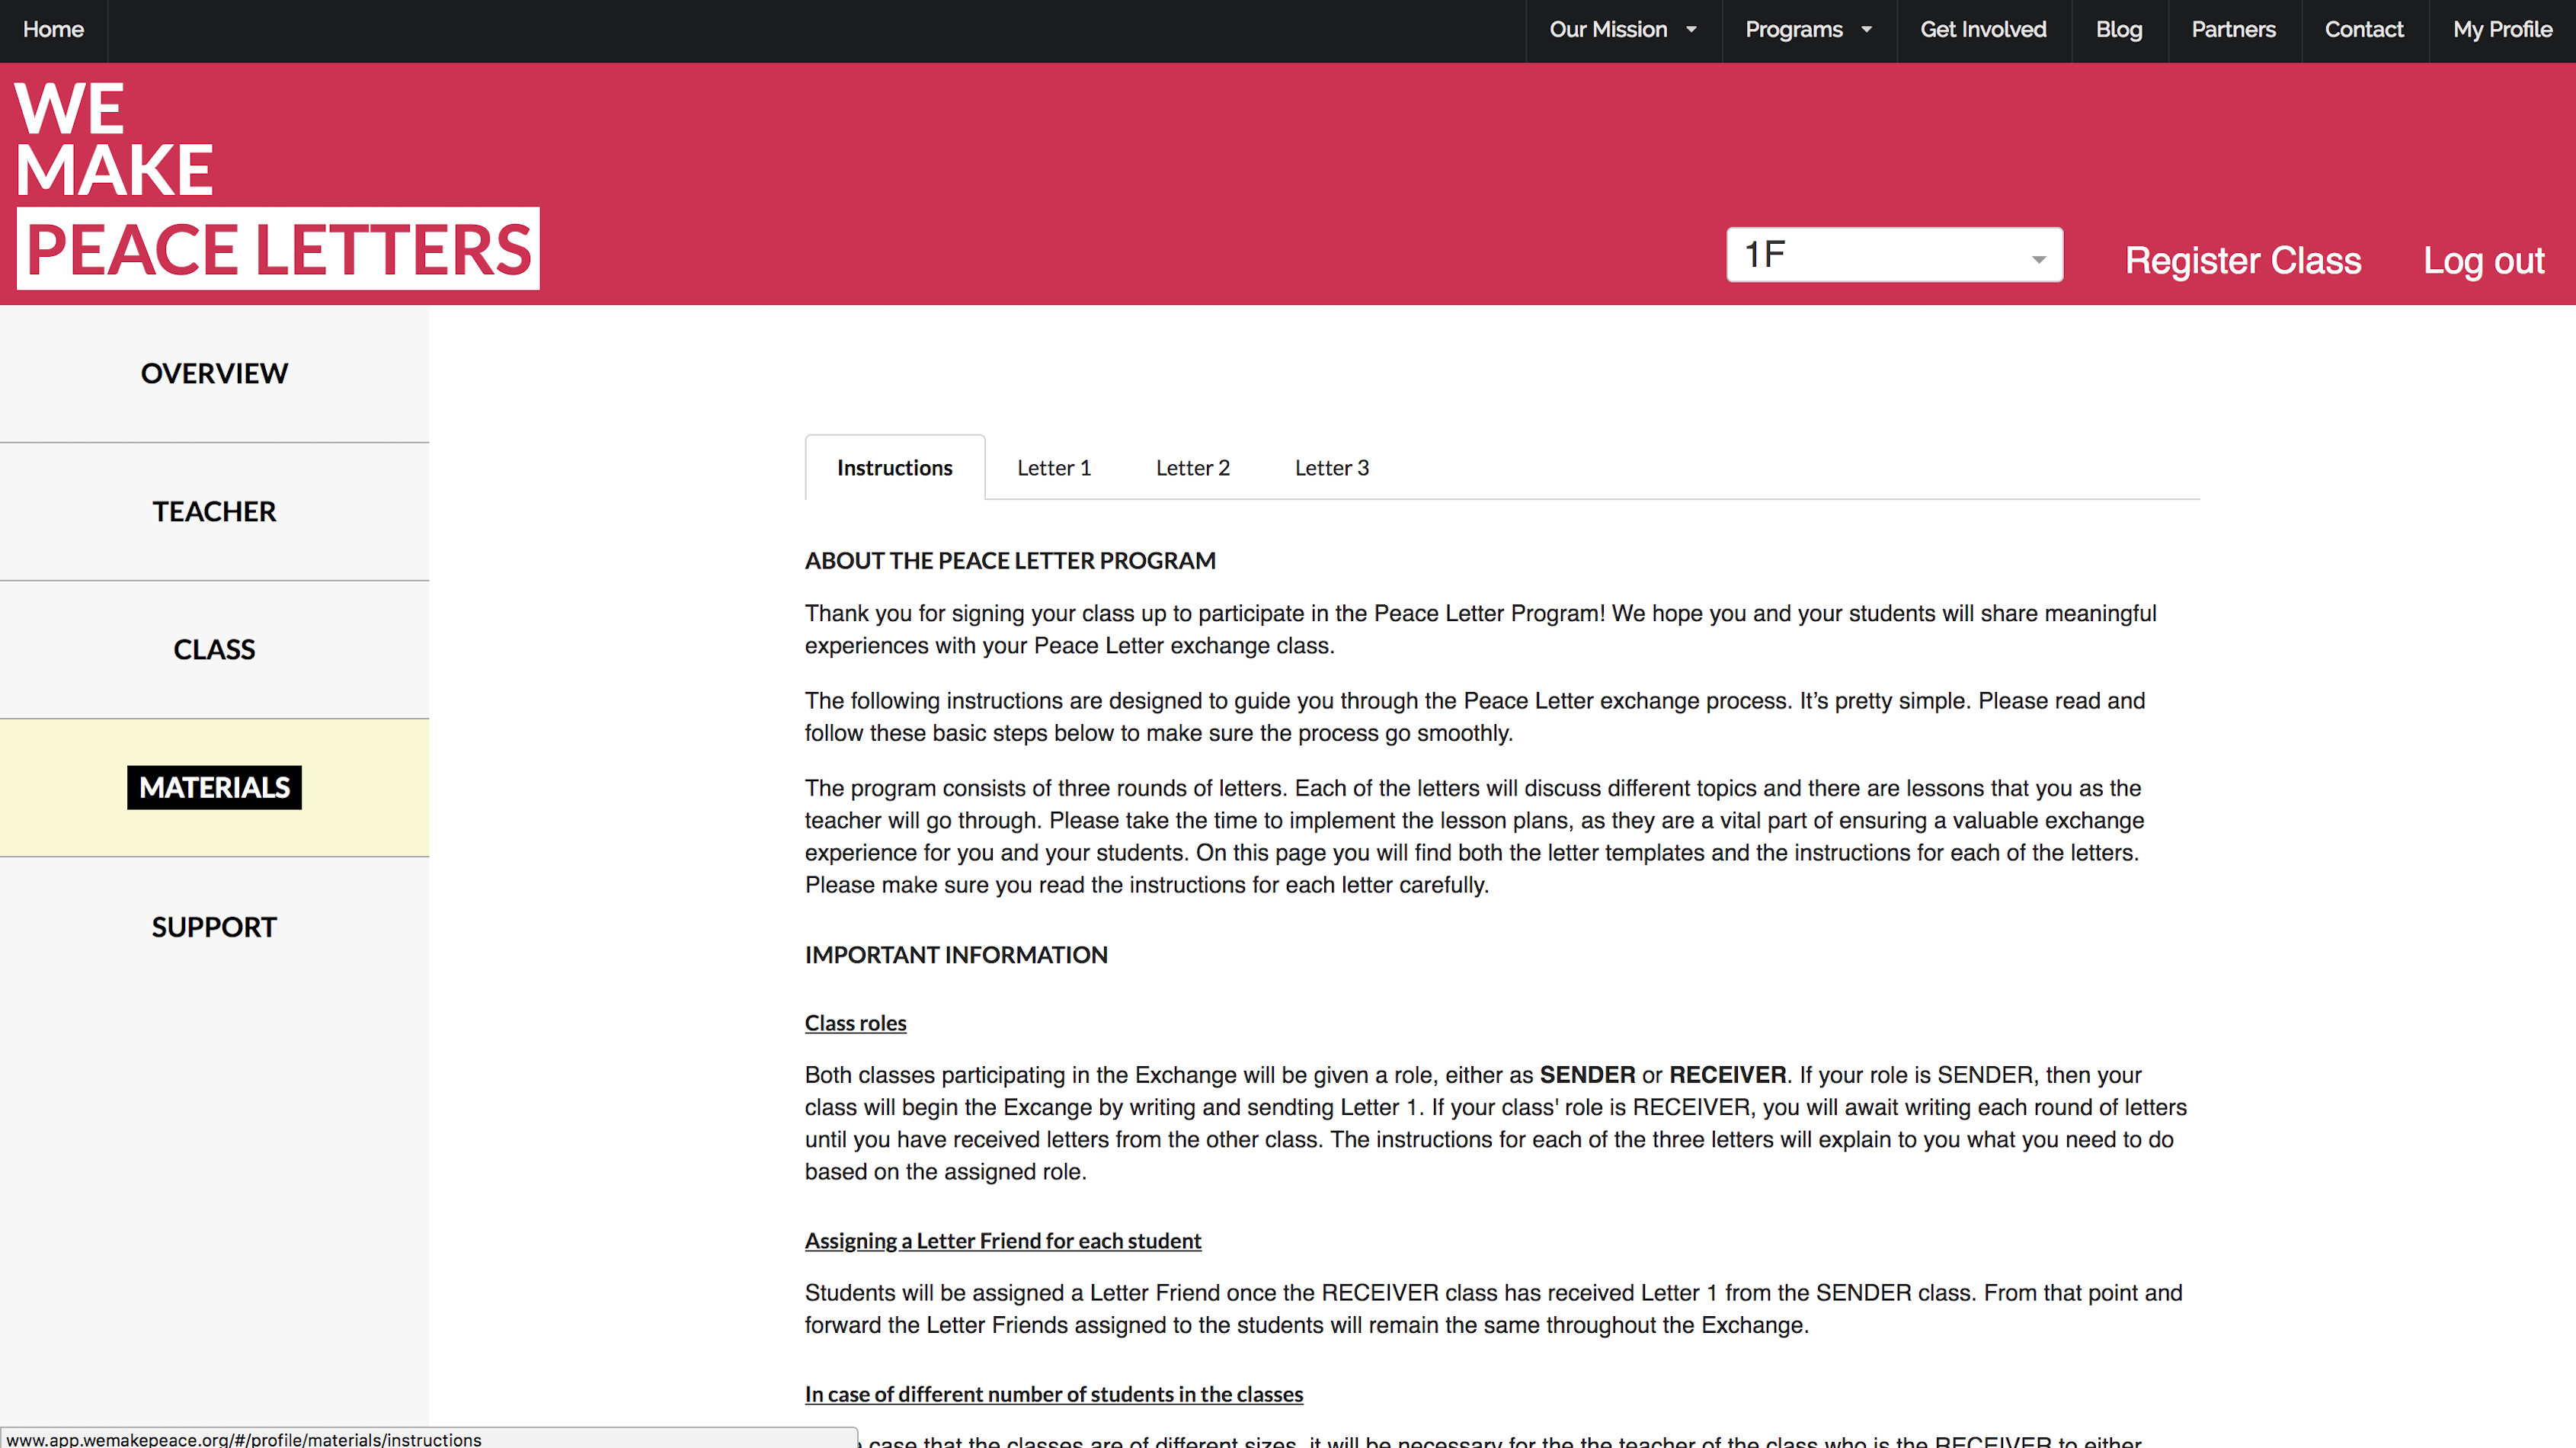 Home
Our Mission
Programs
Get Involved
Blog
Partners
Contact
My Profile
WE
MAKE
PEACE LETTERS
1F
Register Class
Log out
OVERVIEW
TEACHER
CLASS
MATERIALS
SUPPORT
Instructions
Letter 1
Letter 2
Letter 3
ABOUT THE PEACE LETTER PROGRAM
Thank you for signing your class up to participate in the Peace Letter Program! We hope you and your students will share meaningful
experiences with your Peace Letter exchange class.
The following instructions are designed to guide you through the Peace Letter exchange process. It’s pretty simple. Please read and
follow these basic steps below to make sure the process go smoothly.
The program consists of three rounds of letters. Each of the letters will discuss different topics and there are lessons that you as the
teacher will go through. Please take the time to implement the lesson plans, as they are a vital part of ensuring a valuable exchange
experience for you and your students. On this page you will find both the letter templates and the instructions for each of the letters.
Please make sure you read the instructions for each letter carefully.
IMPORTANT INFORMATION
Class roles
Both classes participating in the Exchange will be given a role, either as SENDER or RECEIVER. If your role is SENDER, then your
class will begin the Excange by writing and sendting Letter 1. If your class' role is RECEIVER, you will await writing each round of letters
until you have received letters from the other class. The instructions for each of the three letters will explain to you what you need to do
based on the assigned role.
Assigning a Letter Friend for each student
Students will be assigned a Letter Friend once the RECEIVER class has received Letter 1 from the SENDER class. From that point and
forward the Letter Friends assigned to the students will remain the same throughout the Exchange.
In case of different number of students in the classes
case that the classes are of different sizes, it will be necessary for the the teacher of the class who is the RECEIVER to either
www.app.wemakepeace.org/#/profile/materials/instructions